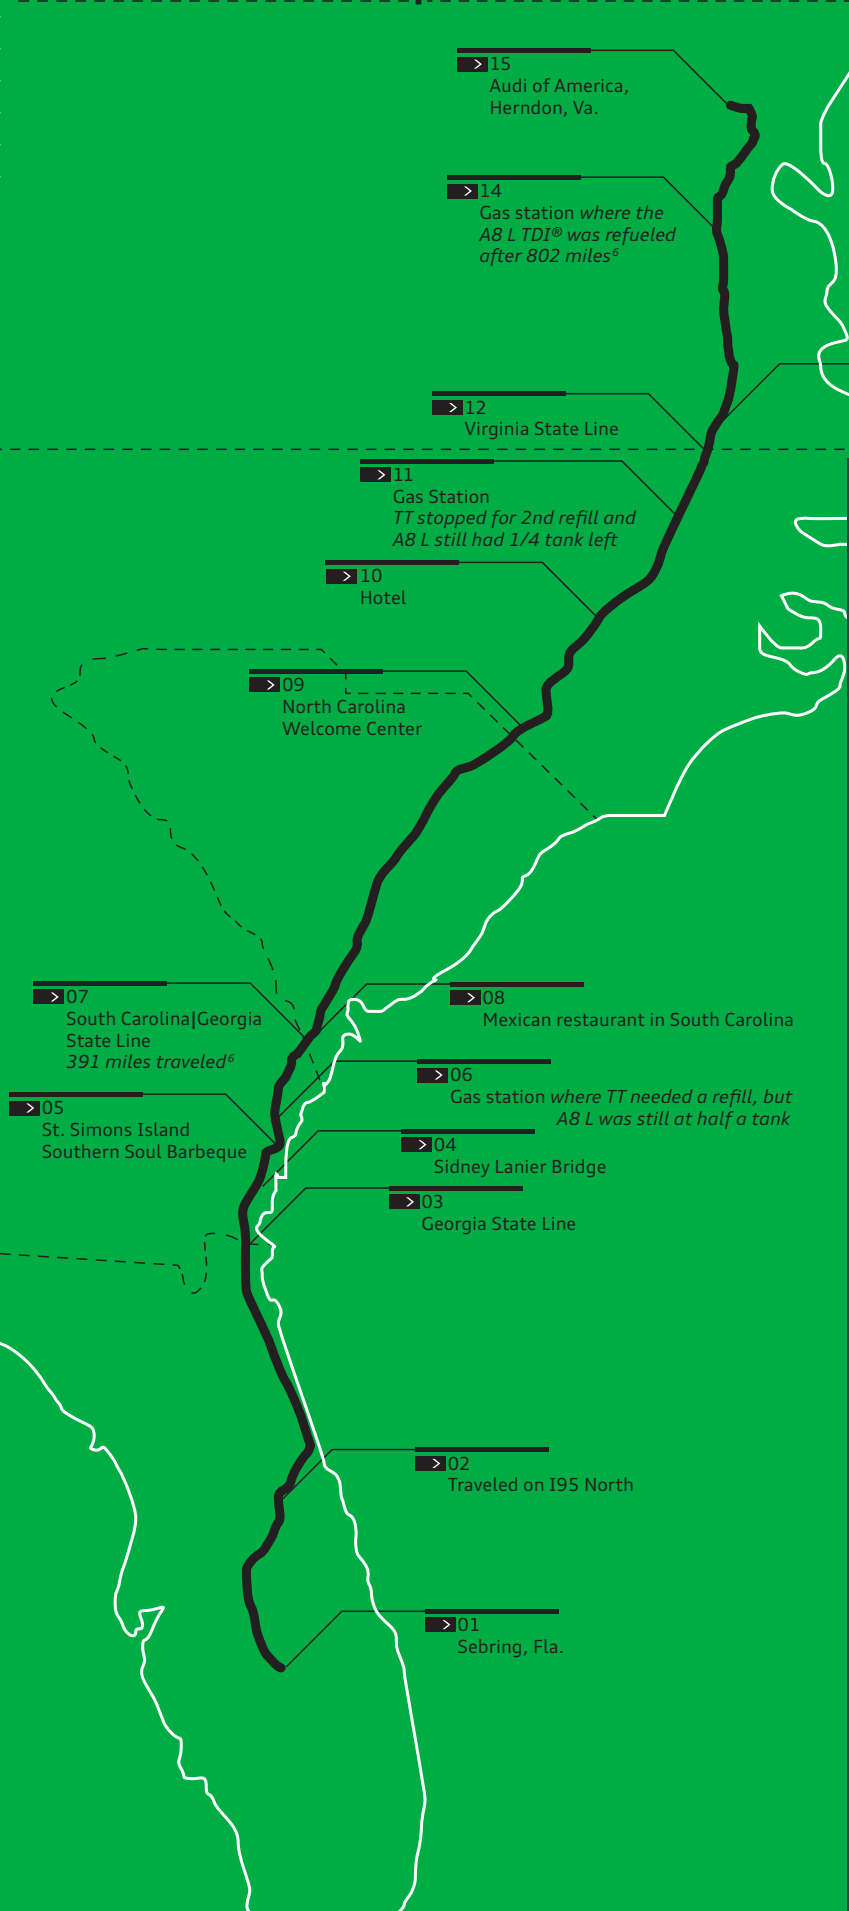 15
Audi of America,
Herndon, Va.
14
Gas station where the
A8 L TDI® was refueled
after 802 miles⁶
12
Virginia State Line
11
Gas Station
TT stopped for 2nd refill and
A8 L still had 1/4 tank left
10
Hotel
09
North Carolina
Welcome Center
07
South Carolina|Georgia
State Line
391 miles traveled⁶
08
Mexican restaurant in South Carolina
06
Gas station where TT needed a refill, but
A8 L was still at half a tank
05
St. Simons Island
Southern Soul Barbeque
04
Sidney Lanier Bridge
03
Georgia State Line
02
Traveled on I95 North
01
Sebring, Fla.